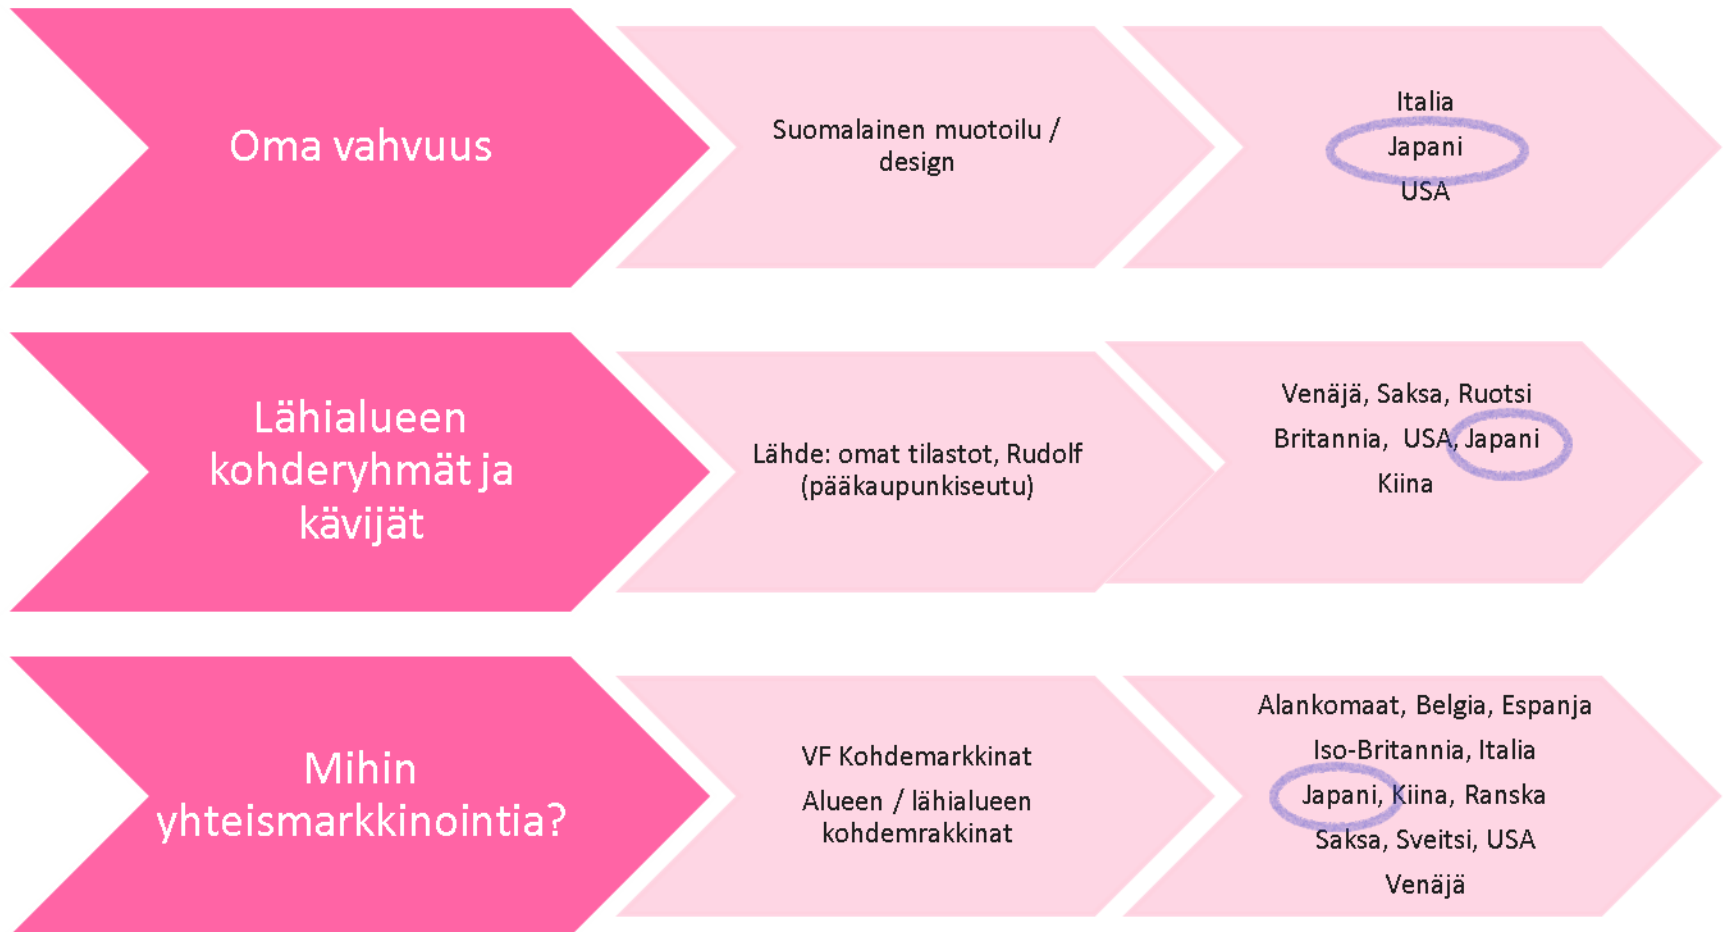 Oma vahvuus
Suomalainen muotoilu /
design
Italia
Japani
USA
Lähialueen
kohderyhmät ja
kävijät
Lähde: omat tilastot, Rudolf
(pääkaupunkiseutu)
Venäjä, Saksa, Ruotsi
Britannia, USA, Japani
Kiina
Mihin
yhteismarkkinointia?
VF Kohdemarkkinat
Alueen / lähialueen
kohdemrakkinat
Alankomaat, Belgia, Espanja
Iso-Britannia, Italia
Japani, Kiina, Ranska
Saksa, Sveitsi, USA
Venäjä